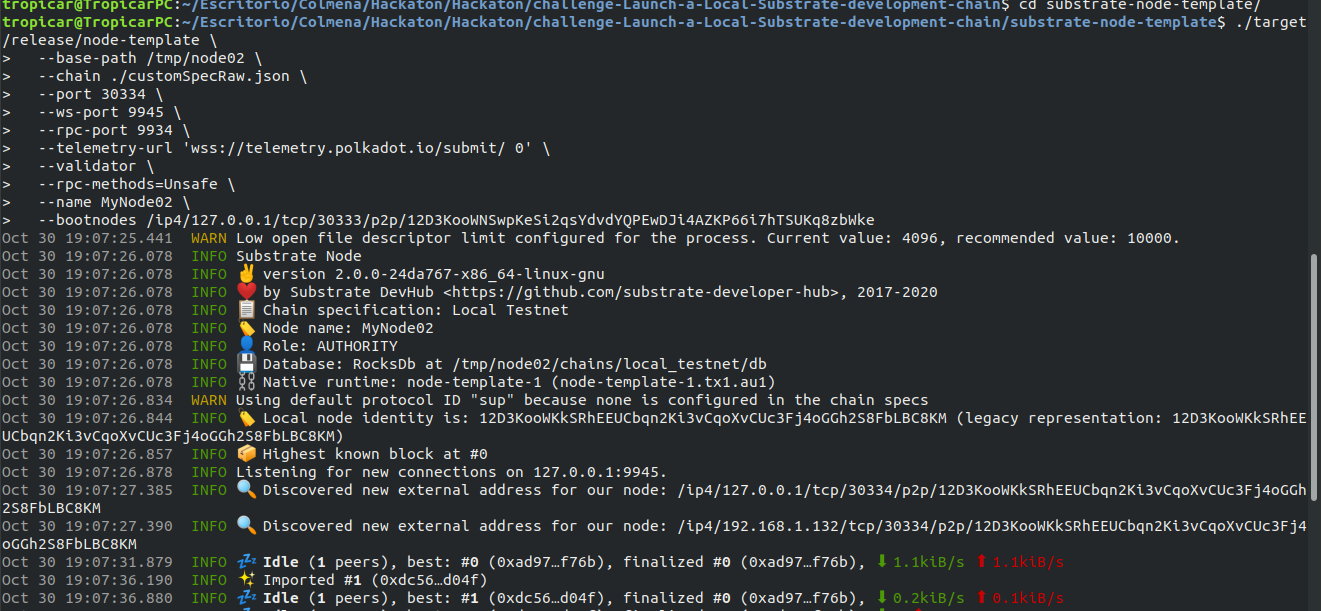 tropicar@TropicarPC:~/Escritorio/Colmena/Hackaton/Hackaton/challenge-Launch-a-Local-Substrate-development-chain$ cd substrate-node-template/
tropicar@TropicarPC:~/Escritorio/Colmena/Hackaton/Hackaton/challenge-Launch-a-Local-Substrate-development-chain/substrate-node-template$ ./target
/release/node-template \
>   --base-path /tmp/node02 \
>   --chain ./customSpecRaw.json \
>   --port 30334 \
>   --ws-port 9945 \
>   --rpc-port 9934 \
>   --telemetry-url 'wss://telemetry.polkadot.io/submit/ 0' \
>   --validator \
>   --rpc-methods=Unsafe \
>   --name MyNode02 \
>   --bootnodes /ip4/127.0.0.1/tcp/30333/p2p/12D3KooWNSwpKeSi2qsYdvdYQPEwDJi4AZKP66i7hTSUKq8zbWke
Oct 30 19:07:25.441  WARN Low open file descriptor limit configured for the process. Current value: 4096, recommended value: 10000.
Oct 30 19:07:26.078  INFO Substrate Node
Oct 30 19:07:26.078  INFO ✌️ version 2.0.0-24da767-x86_64-linux-gnu
Oct 30 19:07:26.078  INFO ❤️ by Substrate DevHub <https://github.com/substrate-developer-hub>, 2017-2020
Oct 30 19:07:26.078  INFO 📋 Chain specification: Local Testnet
Oct 30 19:07:26.078  INFO 🏷 Node name: MyNode02
Oct 30 19:07:26.078  INFO 👤 Role: AUTHORITY
Oct 30 19:07:26.078  INFO 💾 Database: RocksDb at /tmp/node02/chains/local_testnet/db
Oct 30 19:07:26.078  INFO ⛓ Native runtime: node-template-1 (node-template-1.tx1.au1)
Oct 30 19:07:26.834  WARN Using default protocol ID "sup" because none is configured in the chain specs
Oct 30 19:07:26.844  INFO 🏷 Local node identity is: 12D3KooWKkSRhEEUCbqn2Ki3vCqoXvCUc3Fj4oGGh2S8FbLBC8KM (legacy representation: 12D3KooWKkSRhEE
UCbqn2Ki3vCqoXvCUc3Fj4oGGh2S8FbLBC8KM)
Oct 30 19:07:26.857  INFO 📦 Highest known block at #0
Oct 30 19:07:26.878  INFO Listening for new connections on 127.0.0.1:9945.
Oct 30 19:07:27.385  INFO 🔍 Discovered new external address for our node: /ip4/127.0.0.1/tcp/30334/p2p/12D3KooWKkSRhEEUCbqn2Ki3vCqoXvCUc3Fj4oGGh
2S8FbLBC8KM
Oct 30 19:07:27.390  INFO 🔍 Discovered new external address for our node: /ip4/192.168.1.132/tcp/30334/p2p/12D3KooWKkSRhEEUCbqn2Ki3vCqoXvCUc3Fj4
oGGh2S8FbLBC8KM
Oct 30 19:07:31.879  INFO 💤 Idle (1 peers), best: #0 (0xad97…f76b), finalized #0 (0xad97…f76b), ⬇ 1.1kiB/s ⬆ 1.1kiB/s
Oct 30 19:07:36.190  INFO ✨ Imported #1 (0xdc56…d04f)
Oct 30 19:07:36.880  INFO 💤 Idle (1 peers), best: #1 (0xdc56…d04f), finalized #0 (0xad97…f76b), ⬇ 0.2kiB/s ⬆ 0.1kiB/s